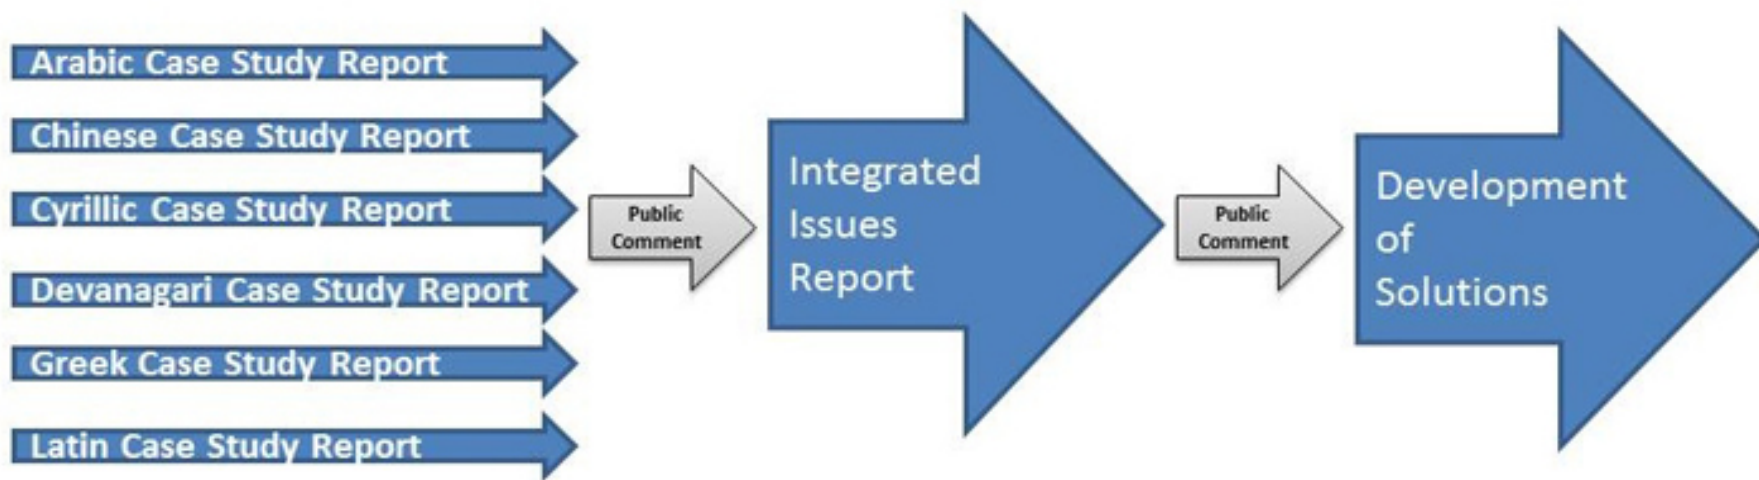 Arabic Case Study Report
Chinese Case Study Report
Cyrillic Case Study Report
Devanagari Case Study Report
Greek Case Study Report
Latin Case Study Report
Public
Comment
Integrated
Issues
Report
Public
Comment
Development
of
Solutions